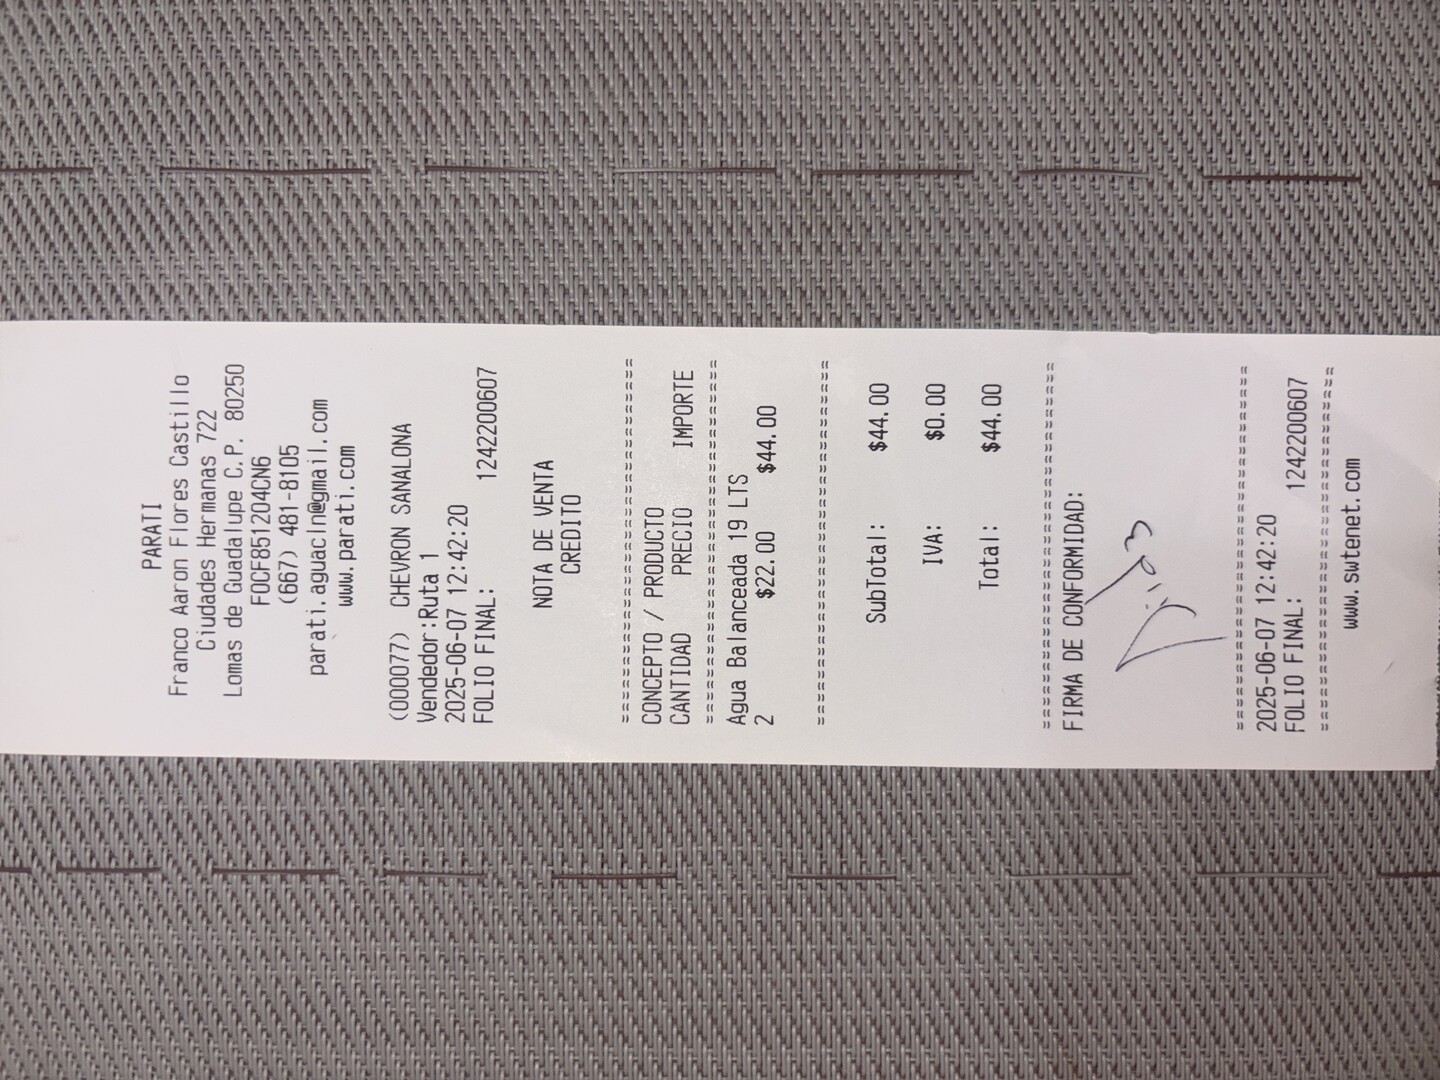 PARATI
Franco Aaron Flores Castillo
Ciudades Hermanas 722
Lomas de Guadalupe C.P. 80250
FOCF851204CN6
(667) 481-8105
parati.aguacln@gmail.com
www.parati.com
(000077) CHEVRON SANALONA
Vendedor:Ruta 1
2025-06-07 12:42:20
FOLIO FINAL: 1242200607
NOTA DE VENTA
CREDITO
==============================
CONCEPTO / PRODUCTO
CANTIDAD PRECIO IMPORTE
==============================
Agua Balanceada 19 LTS
2 $22.00 $44.00
==============================
SubTotal: $44.00
IVA: $0.00
Total: $44.00
==============================
FIRMA DE CONFORMIDAD:
==============================
2025-06-07 12:42:20
FOLIO FINAL: 1242200607
==============================
www.swtenet.com